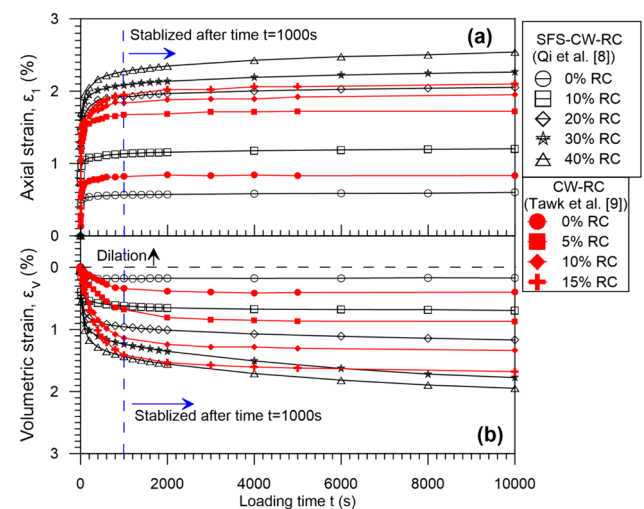 3
2
1
0
Axial strain, ε1 (%)
Stablized after time t=1000s
(a)
Dilation
0
1
2
3
Volumetric strain, εV (%)
Stablized after time t=1000s
(b)
0 2000 4000 6000 8000 10000
Loading time t (s)
SFS-CW-RC
(Qi et al. [8])
0% RC
10% RC
20% RC
30% RC
40% RC
CW-RC
(Tawk et al. [9])
0% RC
5% RC
10% RC
15% RC